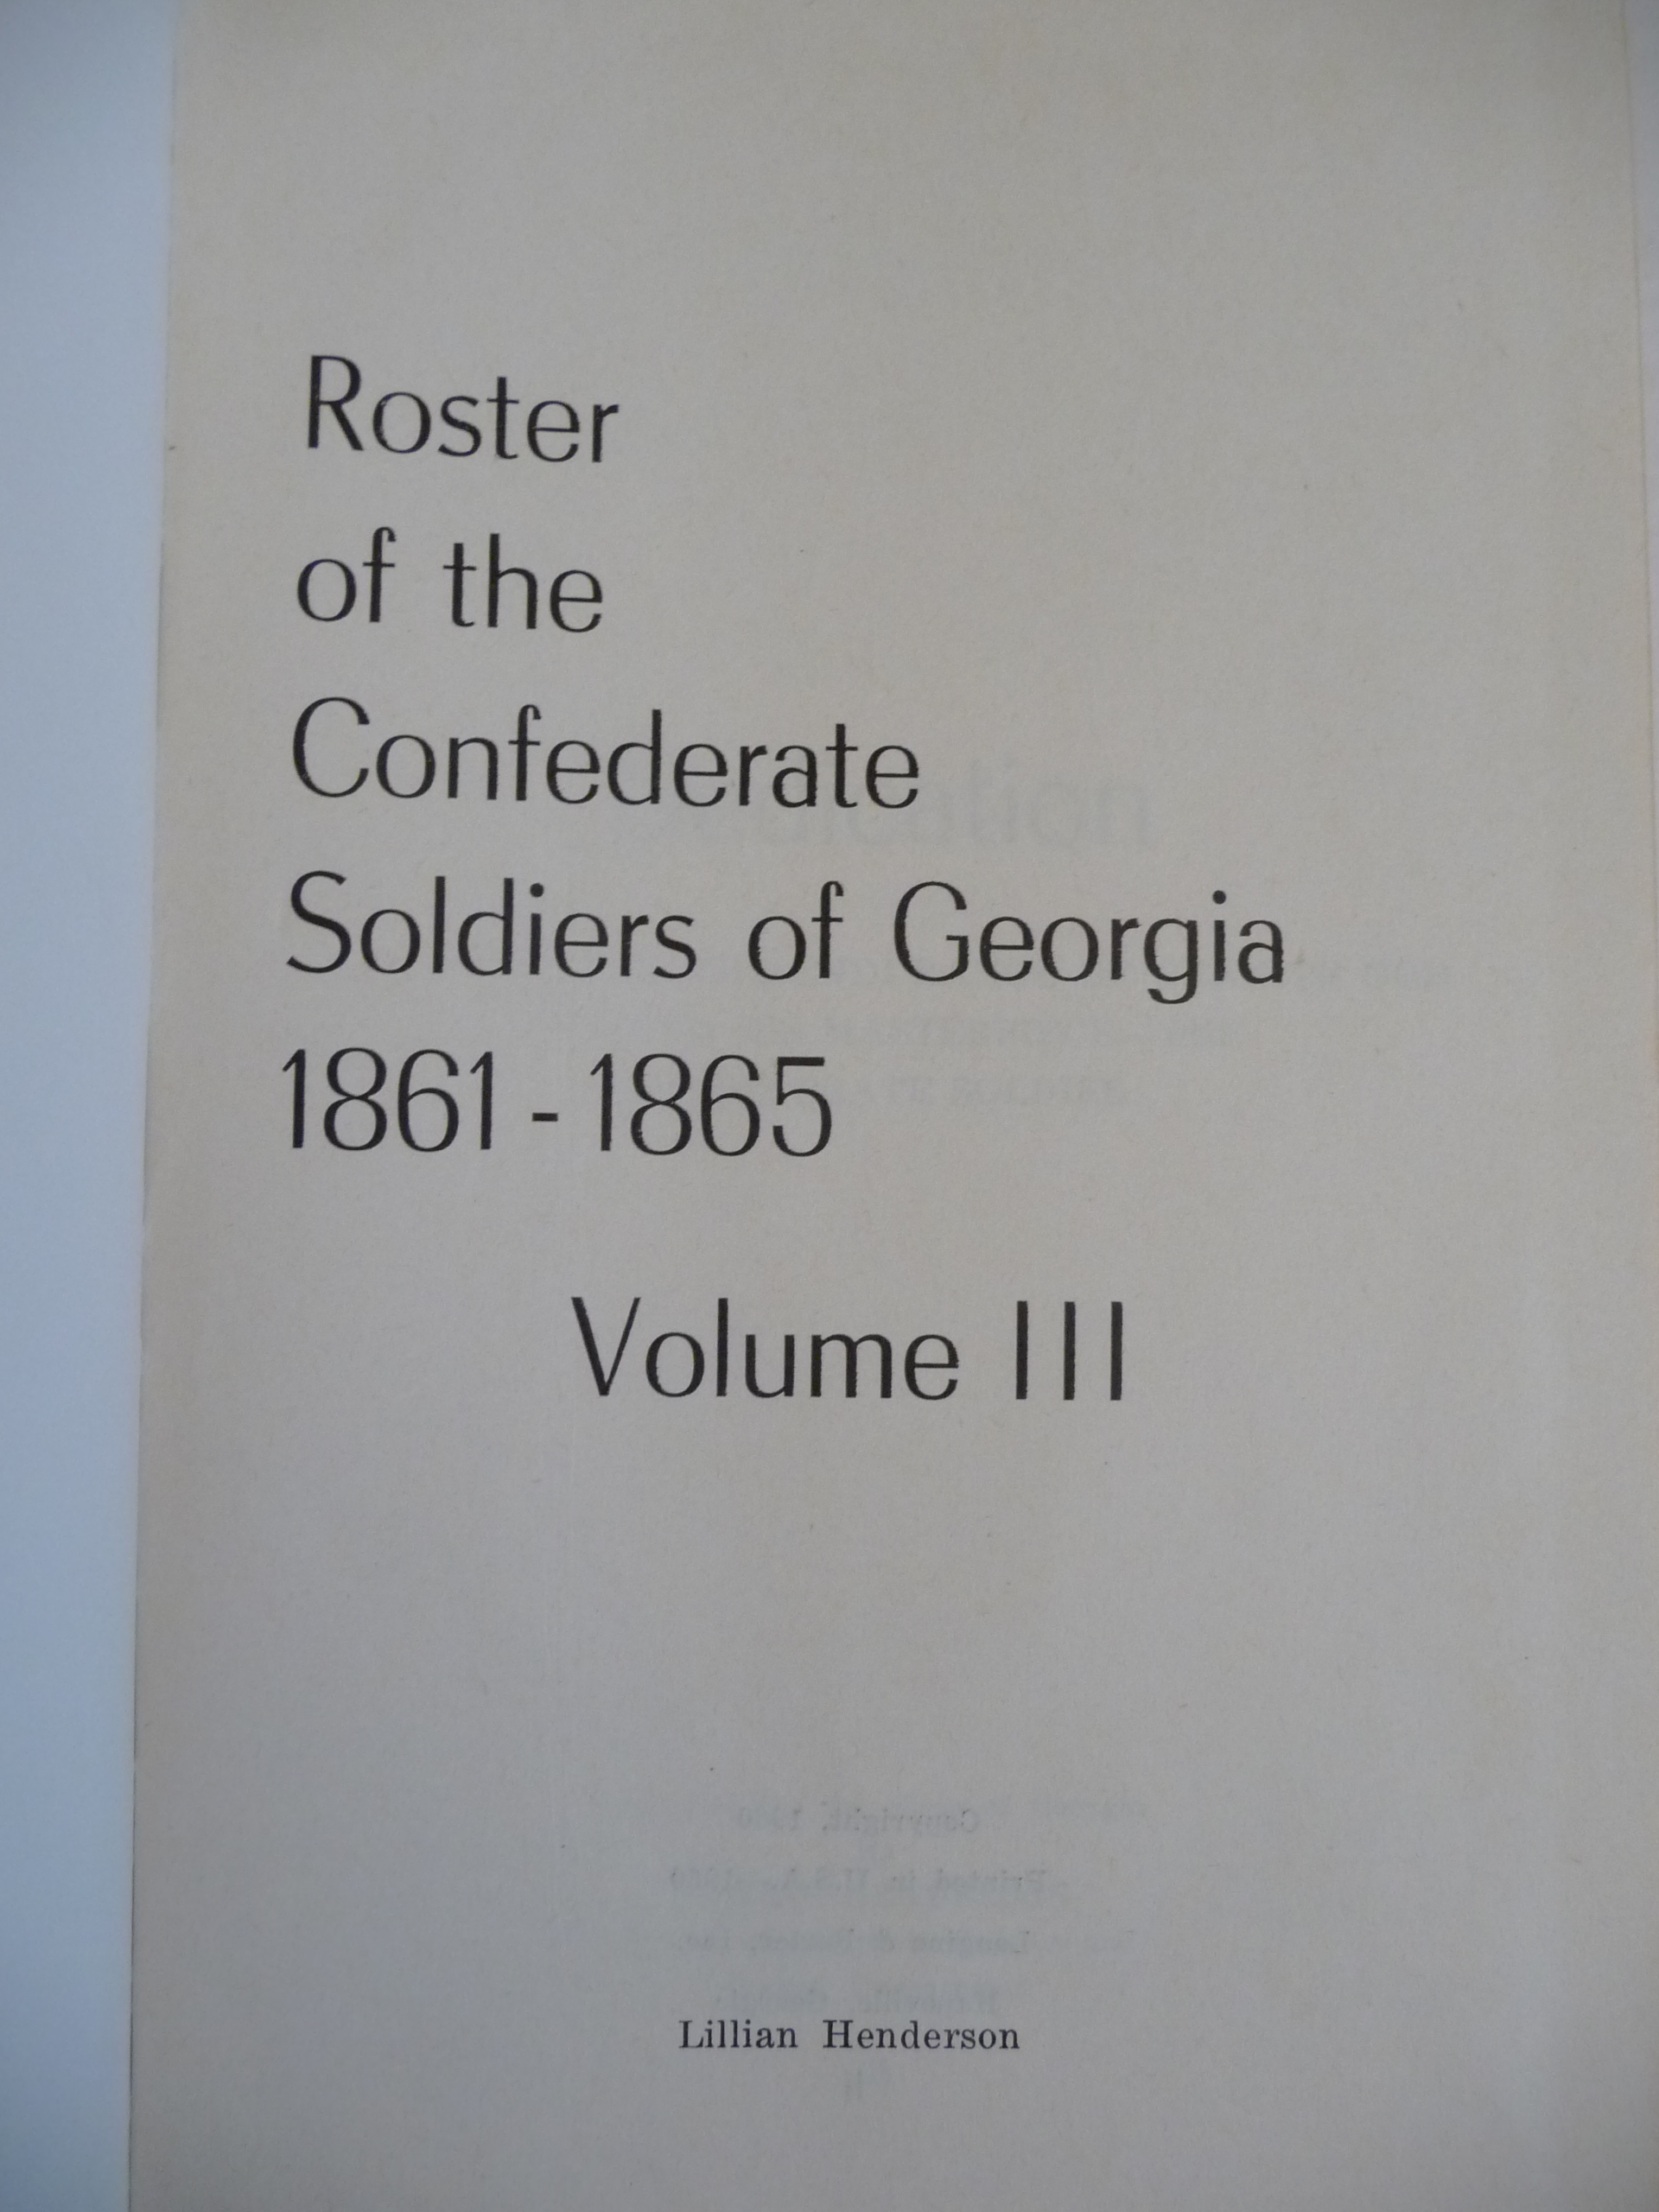 Roster
of the
Confederate
Soldiers of Georgia
1861-1865
Volume III
Lillian Henderson